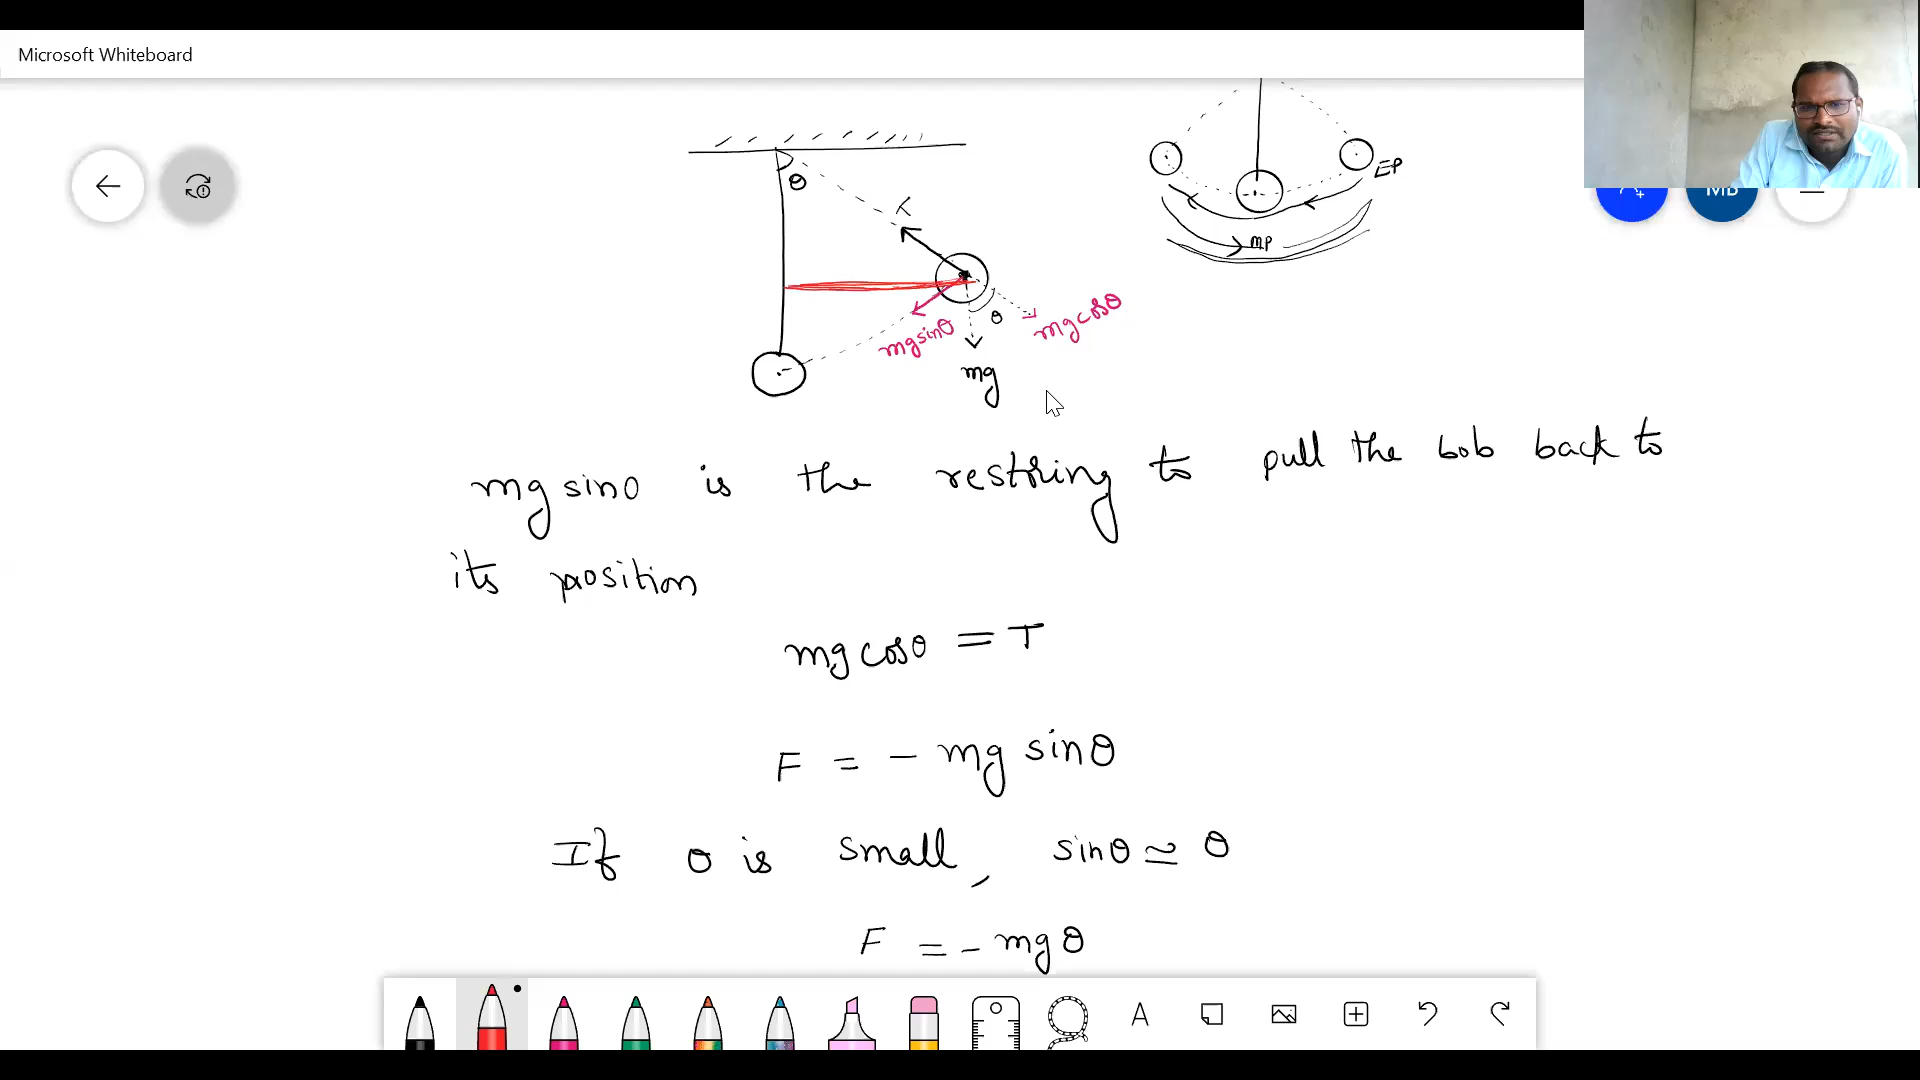 Microsoft Whiteboard
θ
EP
MP
mg sinθ
θ
mg cosθ
mg
mg sinθ is the restring to pull the bob back to
its position
mg cosθ = T
F = - mg sinθ
If θ is small, sinθ ≃ θ
F = - mg θ